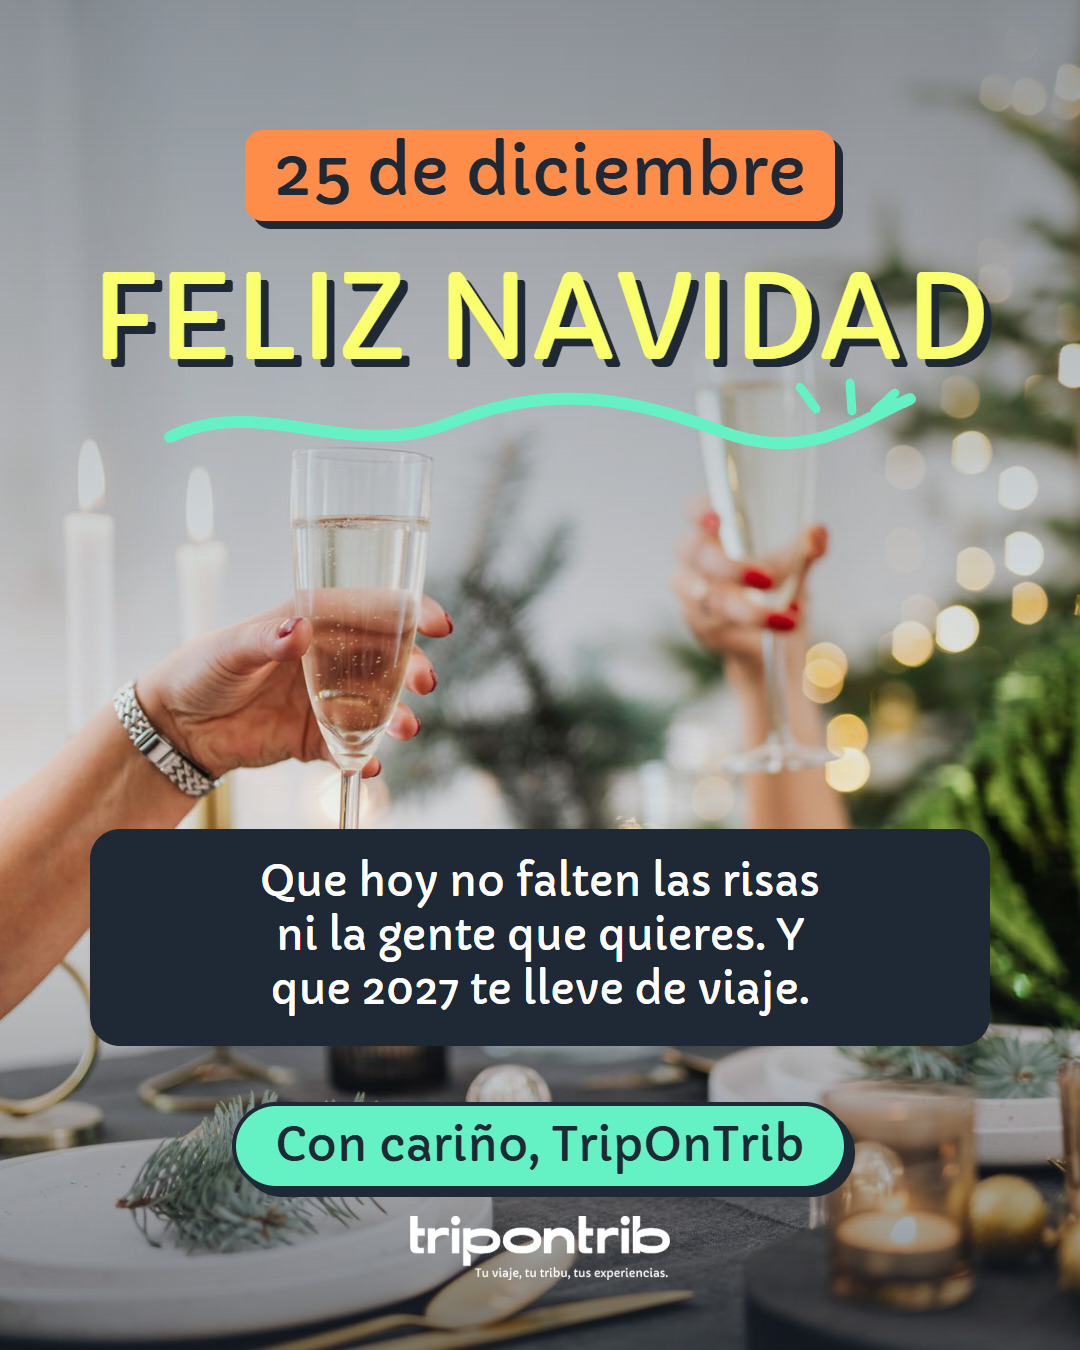 25 de diciembre
FELIZ NAVIDAD
Que hoy no falten las risas
ni la gente que quieres. Y
que 2027 te lleve de viaje.
Con cariño, TripOnTrib
tripontrib
Tu viaje, tu tribu, tus experiencias.